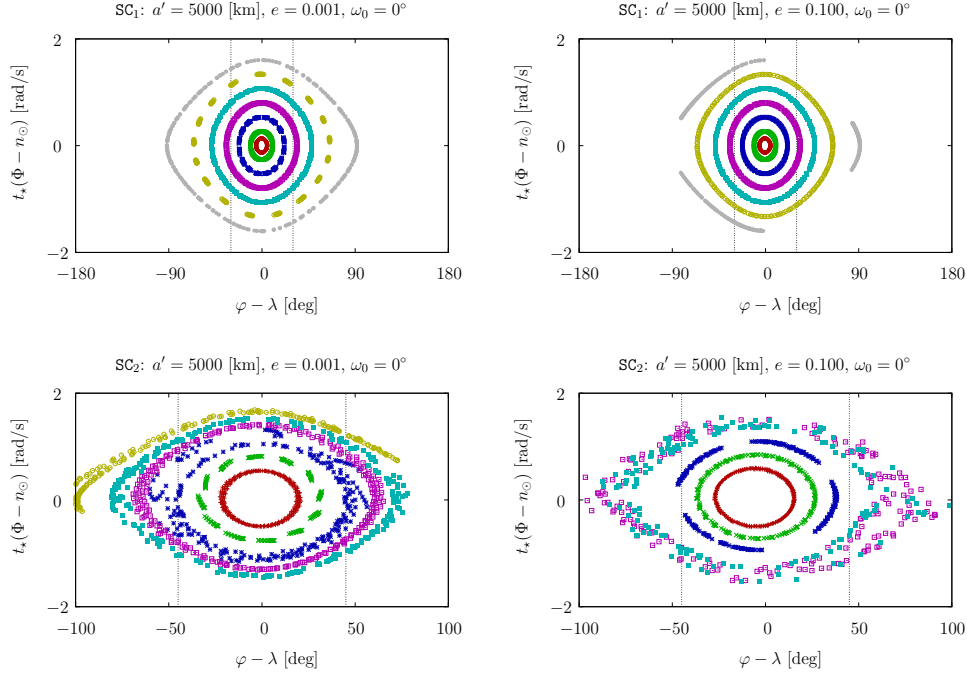 SC₁: a′ = 5000 [km], e = 0.001, ω₀ = 0°
t⋆(Φ − n⊙) [rad/s]
2
0
−2
−180 −90 0 90 180
φ − λ [deg]
SC₁: a′ = 5000 [km], e = 0.100, ω₀ = 0°
t⋆(Φ − n⊙) [rad/s]
2
0
−2
−180 −90 0 90 180
φ − λ [deg]
SC₂: a′ = 5000 [km], e = 0.001, ω₀ = 0°
t⋆(Φ − n⊙) [rad/s]
2
0
−2
−100 −50 0 50 100
φ − λ [deg]
SC₂: a′ = 5000 [km], e = 0.100, ω₀ = 0°
t⋆(Φ − n⊙) [rad/s]
2
0
−2
−100 −50 0 50 100
φ − λ [deg]